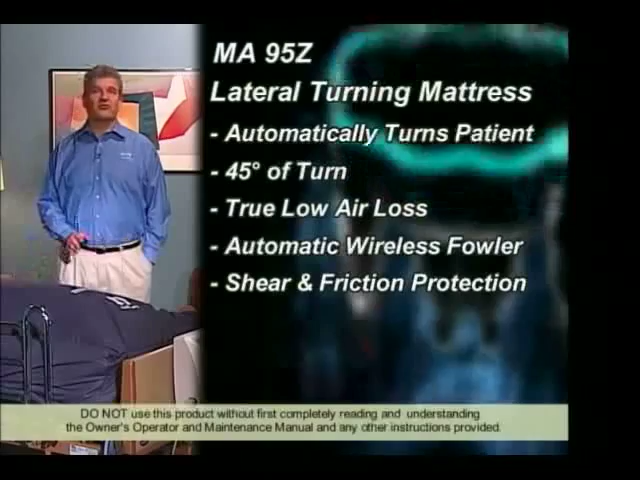 MA 95Z
Lateral Turning Mattress
- Automatically Turns Patient
- 45° of Turn
- True Low Air Loss
- Automatic Wireless Fowler
- Shear & Friction Protection
DO NOT use this product without first completely reading and understanding
the Owner's Operator and Maintenance Manual and any other instructions provided.